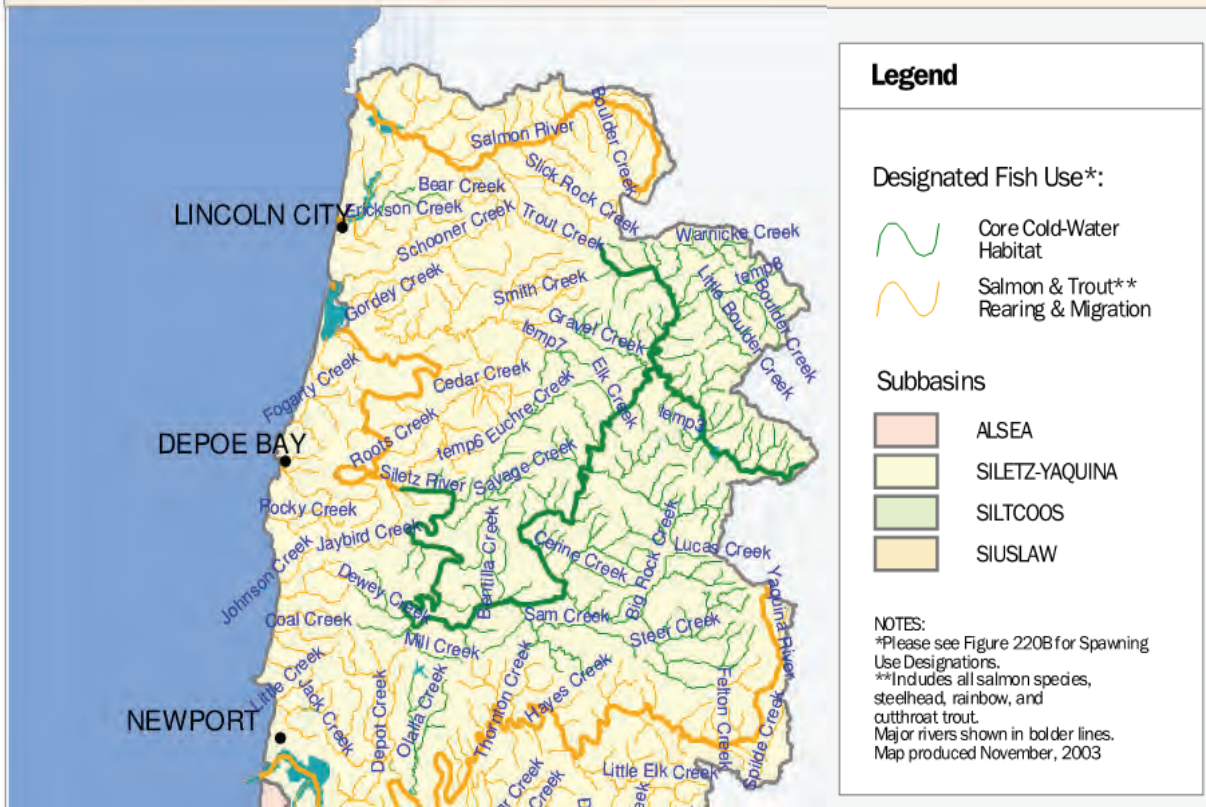 Salmon River
Boulder Creek
Slick Rock Creek
Bear Creek
LINCOLN CITY
Erickson Creek
Schooner Creek
Trout Creek
Warnicke Creek
temp8
Boulder Creek
Little Boulder Creek
Gordey Creek
Smith Creek
Gravel Creek
temp7
Elk Creek
Fogarty Creek
Cedar Creek
temp3
DEPOE BAY
Roots Creek
temp6
Euchre Creek
Siletz River
Savage Creek
Rocky Creek
Jaybird Creek
Johnson Creek
Bentilla Creek
Cerine Creek
Big Rock Creek
Lucas Creek
Yaquina River
Dewey Creek
Coal Creek
Sam Creek
Steer Creek
Mill Creek
Little Creek
Jack Creek
Depot Creek
Olalla Creek
Thornton Creek
Hayes Creek
Felton Creek
Spilde Creek
NEWPORT
Little Elk Creek
Creek
Legend
Designated Fish Use*:
Core Cold-Water
Habitat
Salmon & Trout**
Rearing & Migration
Subbasins
ALSEA
SILETZ-YAQUINA
SILTCOOS
SIUSLAW
NOTES:
*Please see Figure 220B for Spawning
Use Designations.
**Includes all salmon species,
steelhead, rainbow, and
cutthroat trout.
Major rivers shown in bolder lines.
Map produced November, 2003